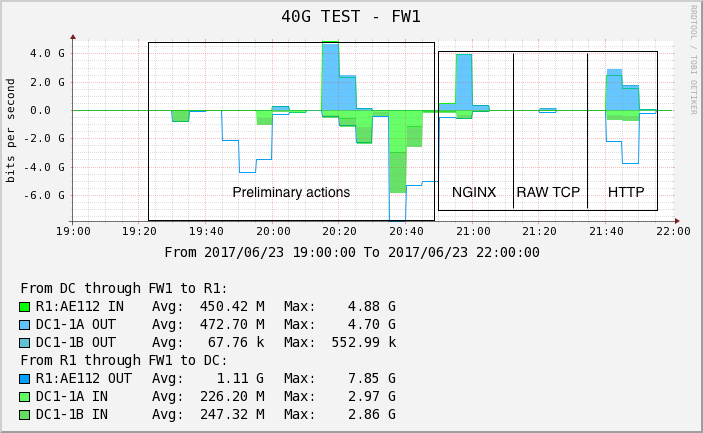 40G TEST - FW1
RRDTOOL / TOBI OETIKER
bits per second
4.0 G
2.0 G
0.0
-2.0 G
-4.0 G
-6.0 G
Preliminary actions
NGINX
RAW TCP
HTTP
19:00 19:20 19:40 20:00 20:20 20:40 21:00 21:20 21:40 22:00
From 2017/06/23 19:00:00 To 2017/06/23 22:00:00
From DC through FW1 to R1:
R1:AE112 IN Avg: 450.42 M Max: 4.88 G
DC1-1A OUT Avg: 472.70 M Max: 4.70 G
DC1-1B OUT Avg: 67.76 k Max: 552.99 k
From R1 through FW1 to DC:
R1:AE112 OUT Avg: 1.11 G Max: 7.85 G
DC1-1A IN Avg: 226.20 M Max: 2.97 G
DC1-1B IN Avg: 247.32 M Max: 2.86 G